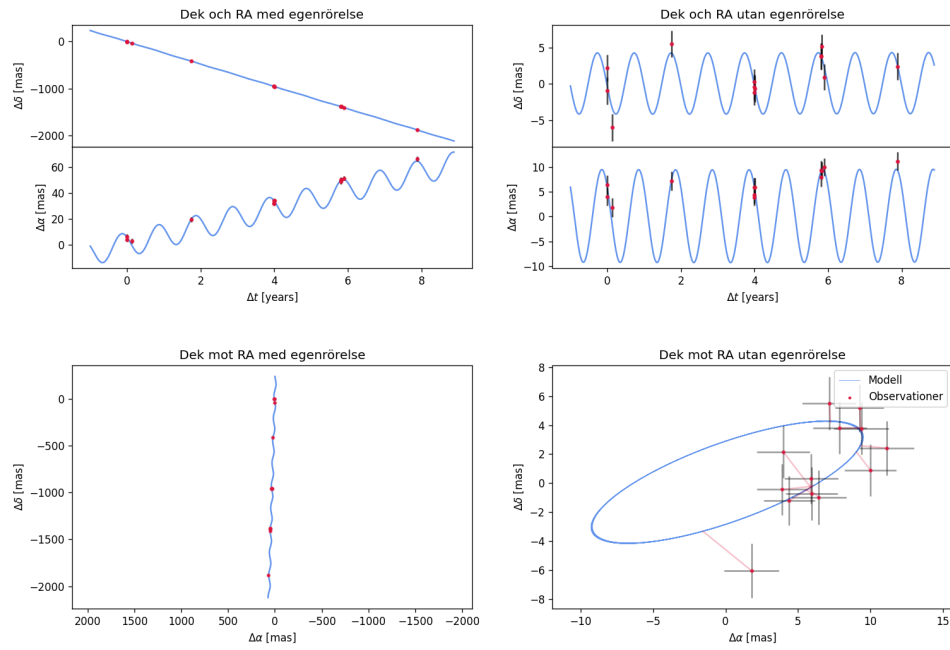 Dek och RA med egenrörelse
Δδ [mas]
0
−1000
−2000
Δα [mas]
60
40
20
0
0 2 4 6 8
Δt [years]
Dek och RA utan egenrörelse
Δδ [mas]
5
0
−5
Δα [mas]
10
5
0
−5
−10
0 2 4 6 8
Δt [years]
Dek mot RA med egenrörelse
Δδ [mas]
0
−500
−1000
−1500
−2000
2000 1500 1000 500 0 −500 −1000 −1500 −2000
Δα [mas]
Dek mot RA utan egenrörelse
Modell
Observationer
Δδ [mas]
8
6
4
2
0
−2
−4
−6
−8
−10 −5 0 5 10 15
Δα [mas]